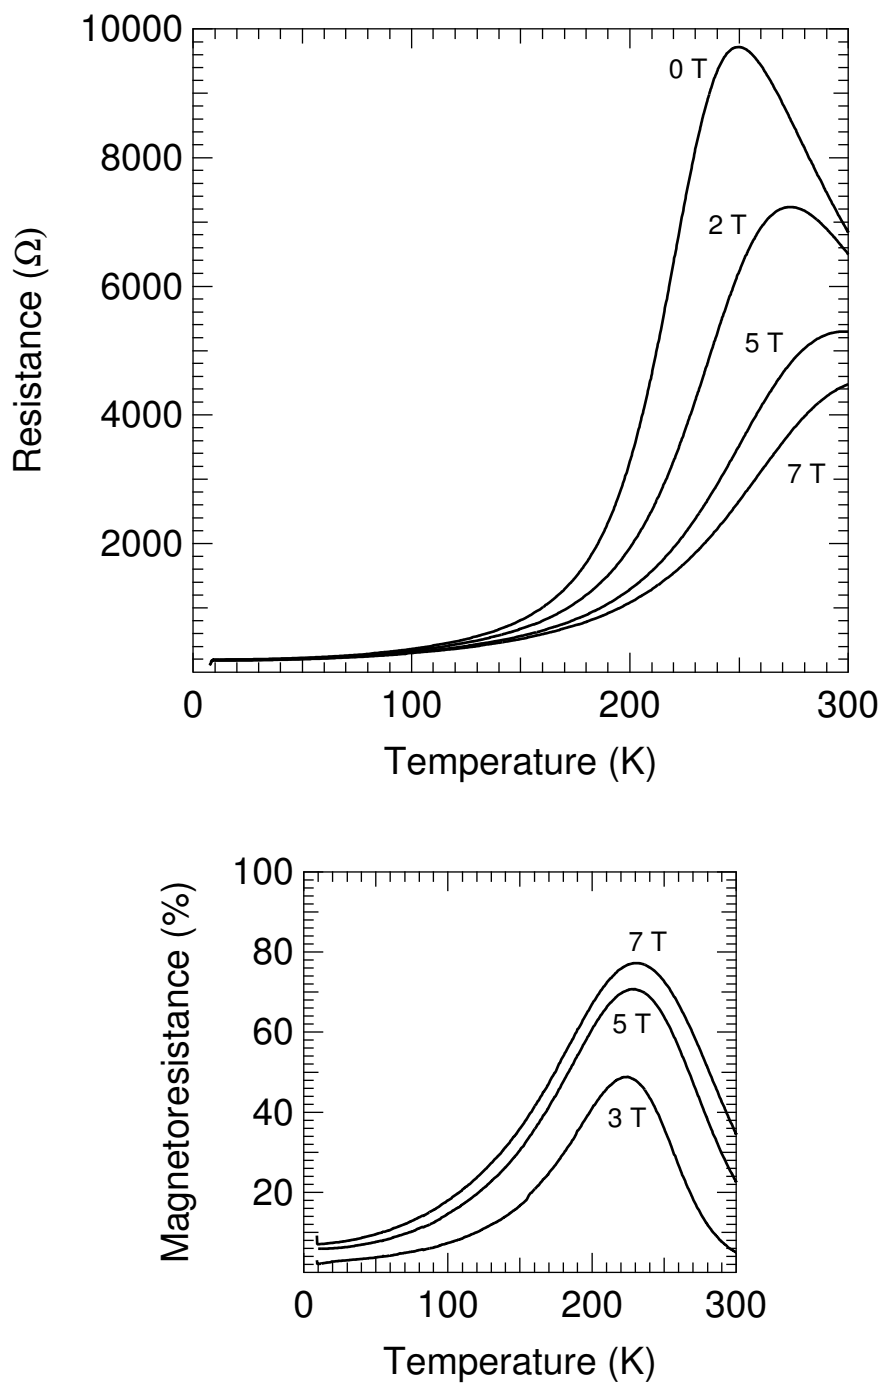 10000
8000
6000
4000
2000
Resistance (Ω)
0 T
2 T
5 T
7 T
0 100 200 300
Temperature (K)
100
80
60
40
20
Magnetoresistance (%)
7 T
5 T
3 T
0 100 200 300
Temperature (K)